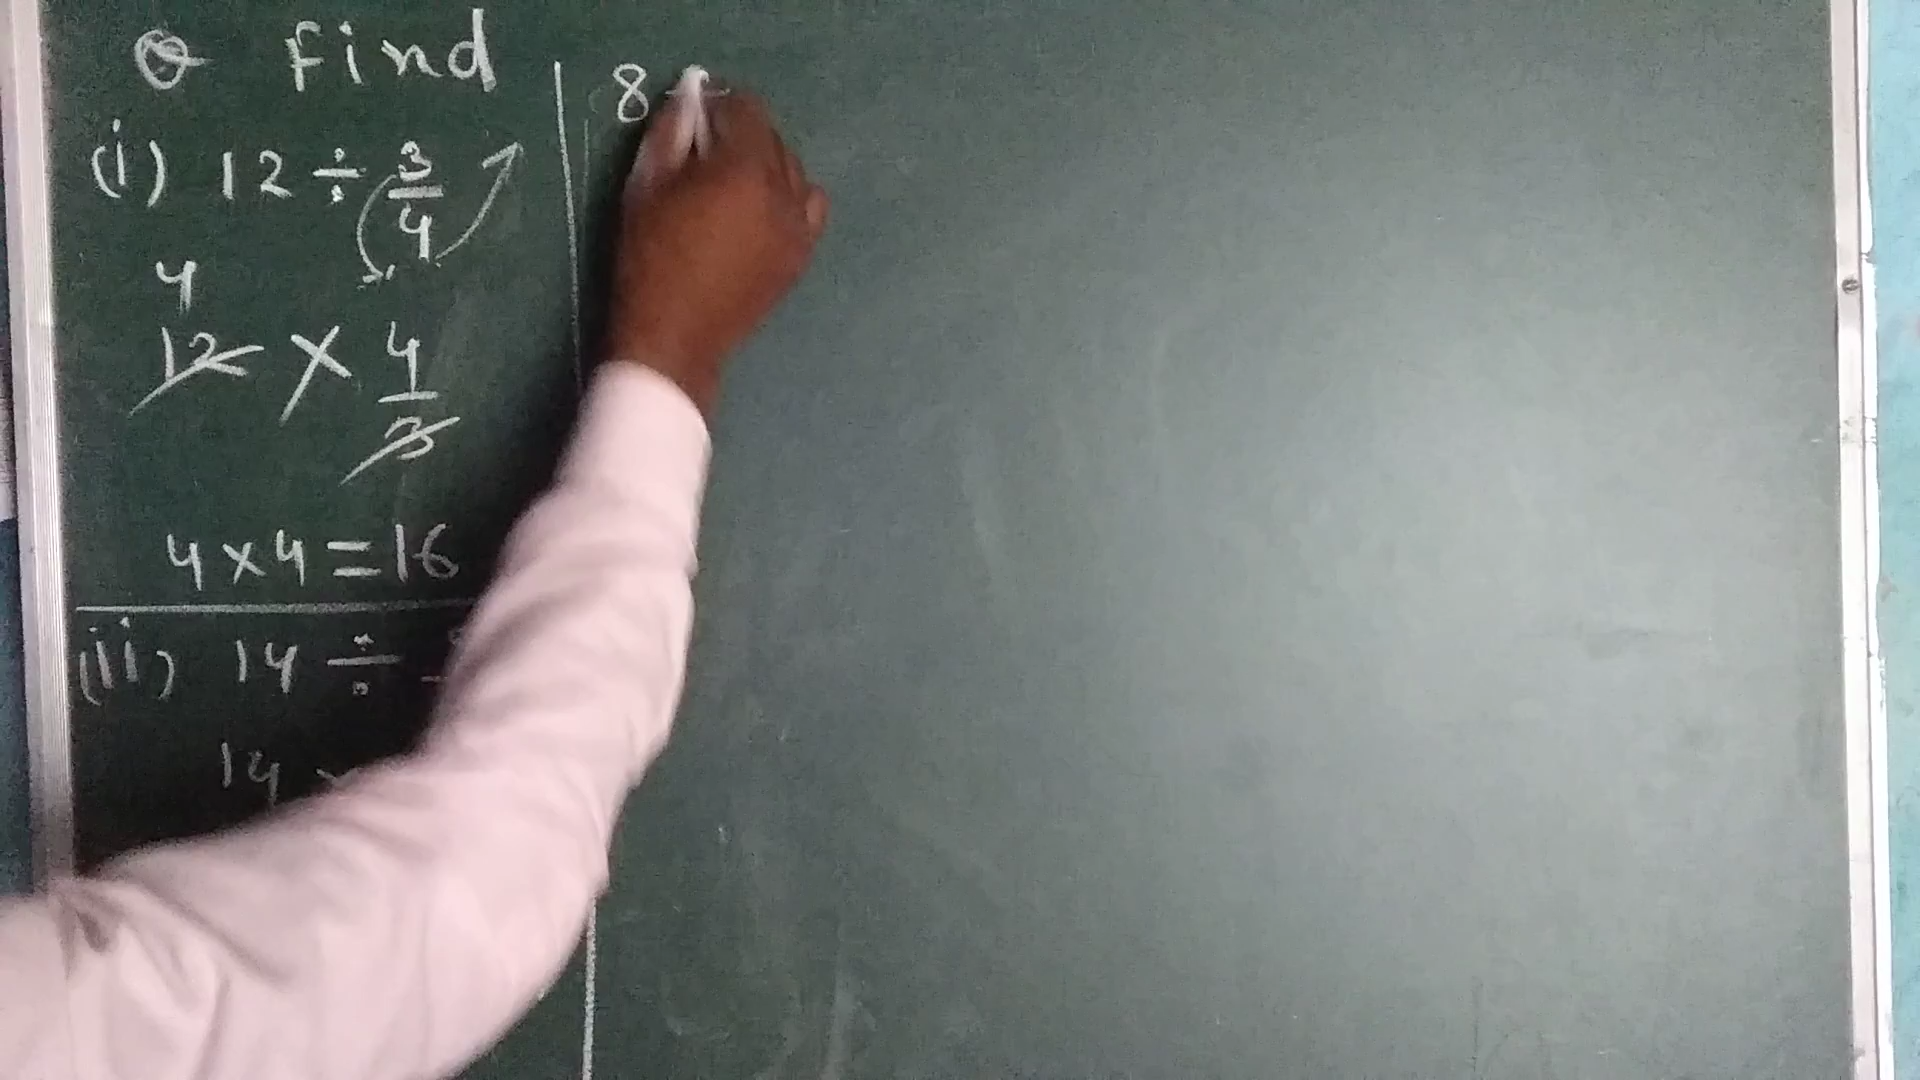 Q Find
(i) 12 ÷ 3/4
4
12 × 4/3
4 × 4 = 16
(ii) 14 ÷
14 ×
8 ÷